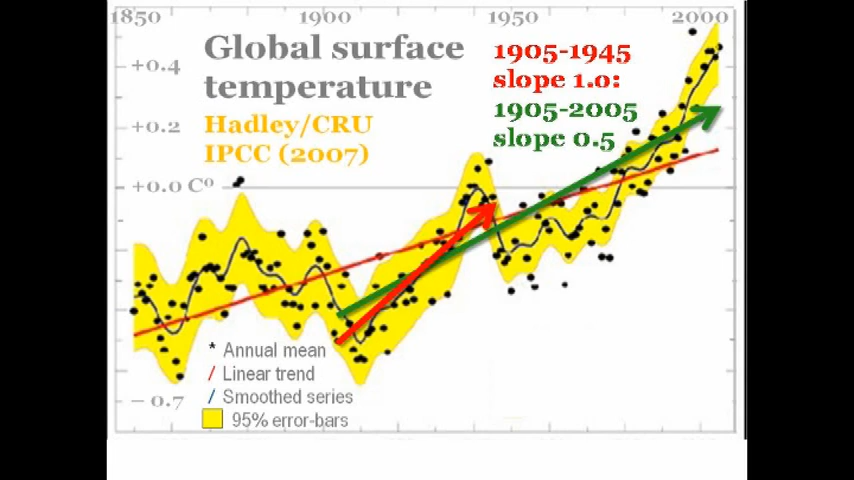 1850 1900 1950 2000
Global surface
temperature
Hadley/CRU
IPCC (2007)
1905-1945
slope 1.0:
1905-2005
slope 0.5
+0.4
+0.2
+0.0 Cº
-0.7
* Annual mean
/ Linear trend
/ Smoothed series
95% error-bars